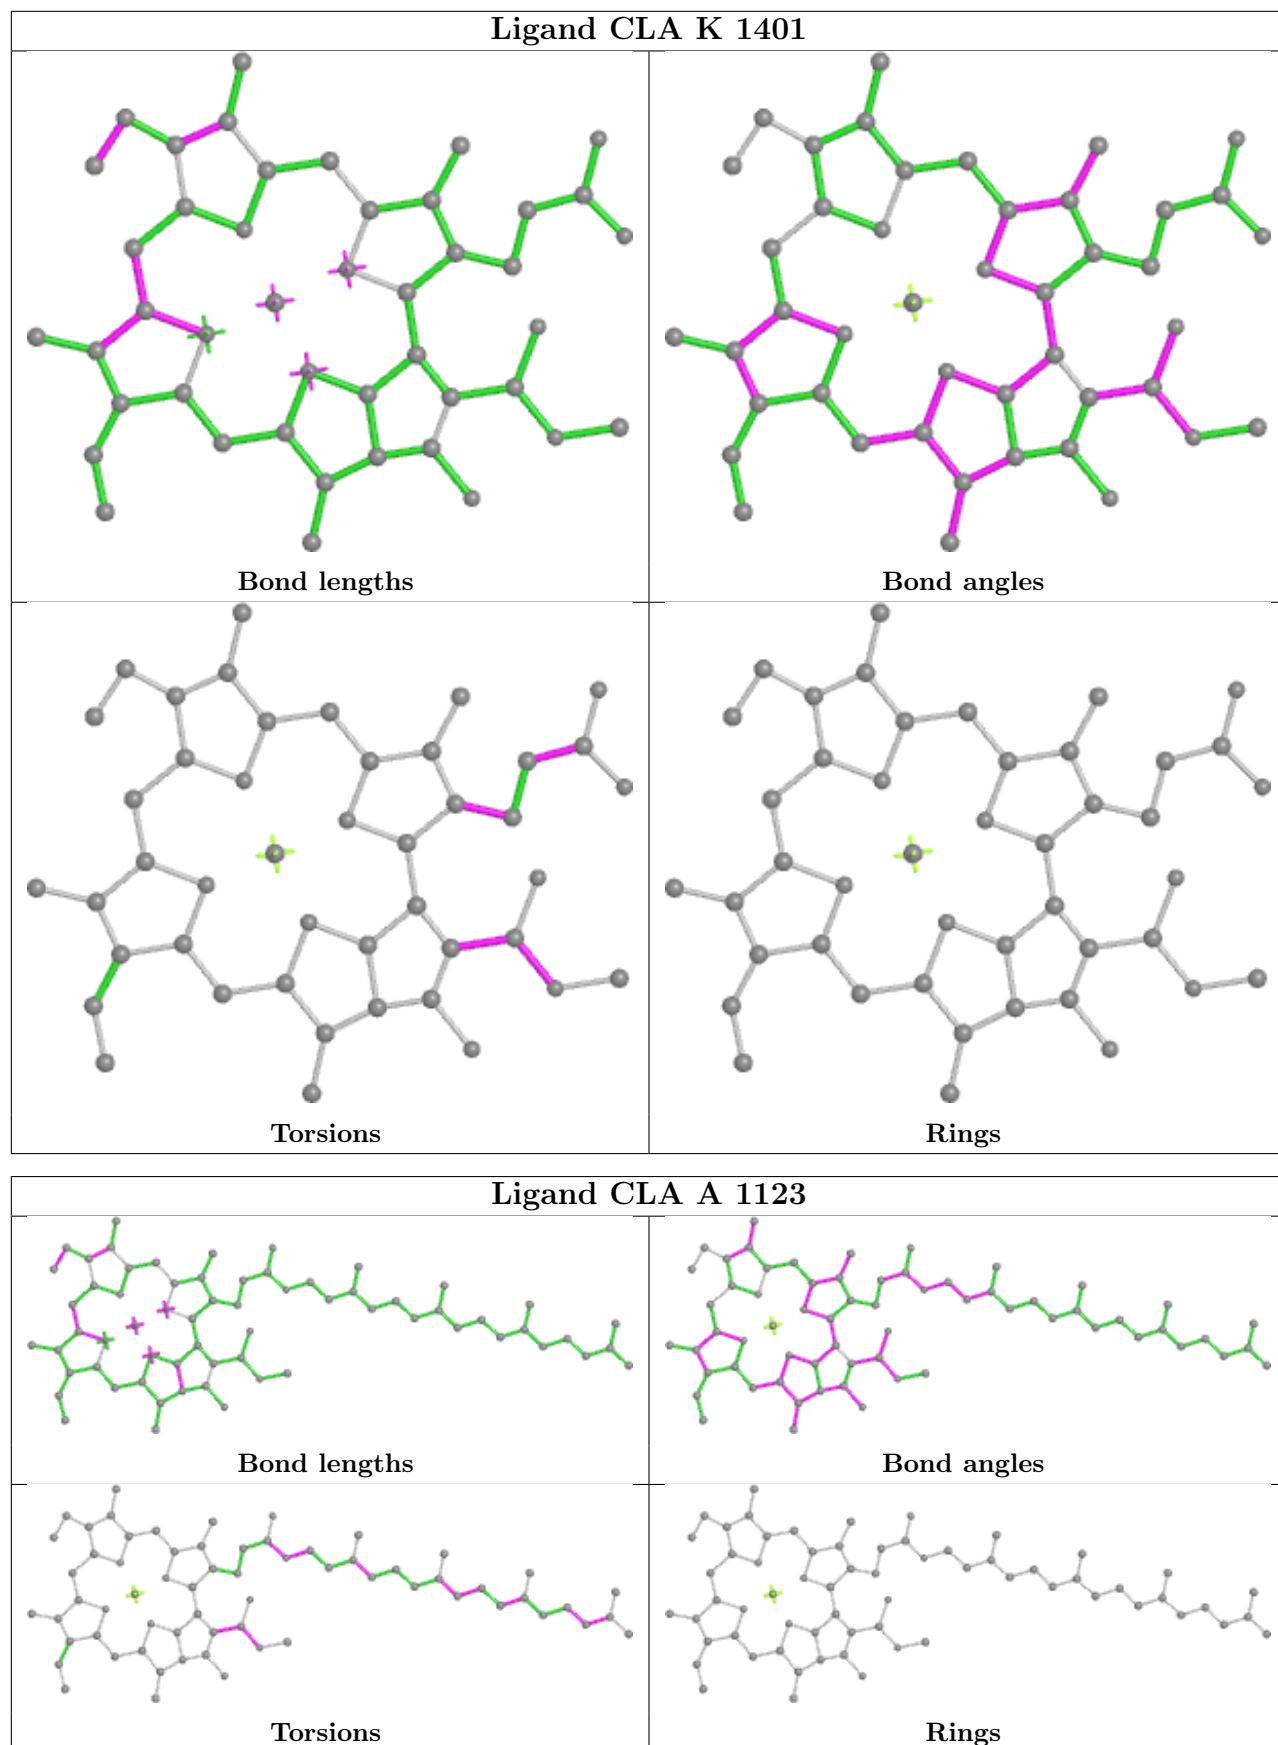 Ligand CLA K 1401
Bond lengths
Bond angles
Torsions
Rings
Ligand CLA A 1123
Bond lengths
Bond angles
Torsions
Rings